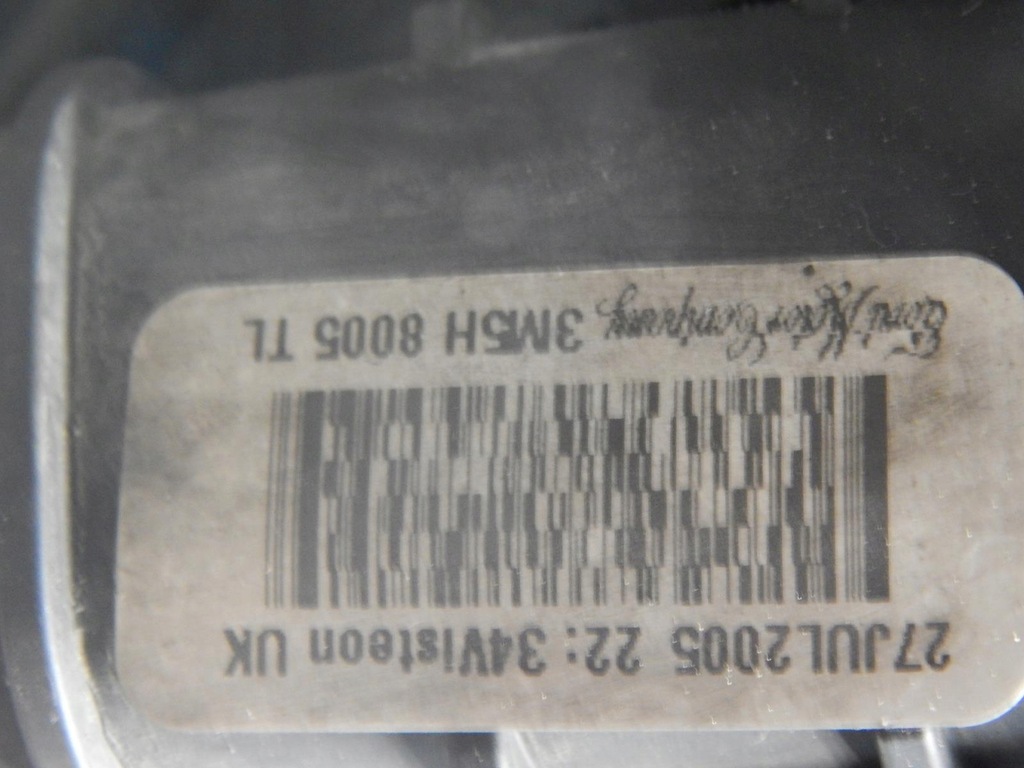 27JUL2005 22:34Visteon UK
Ford Motor Company 3M5H 8005 TL